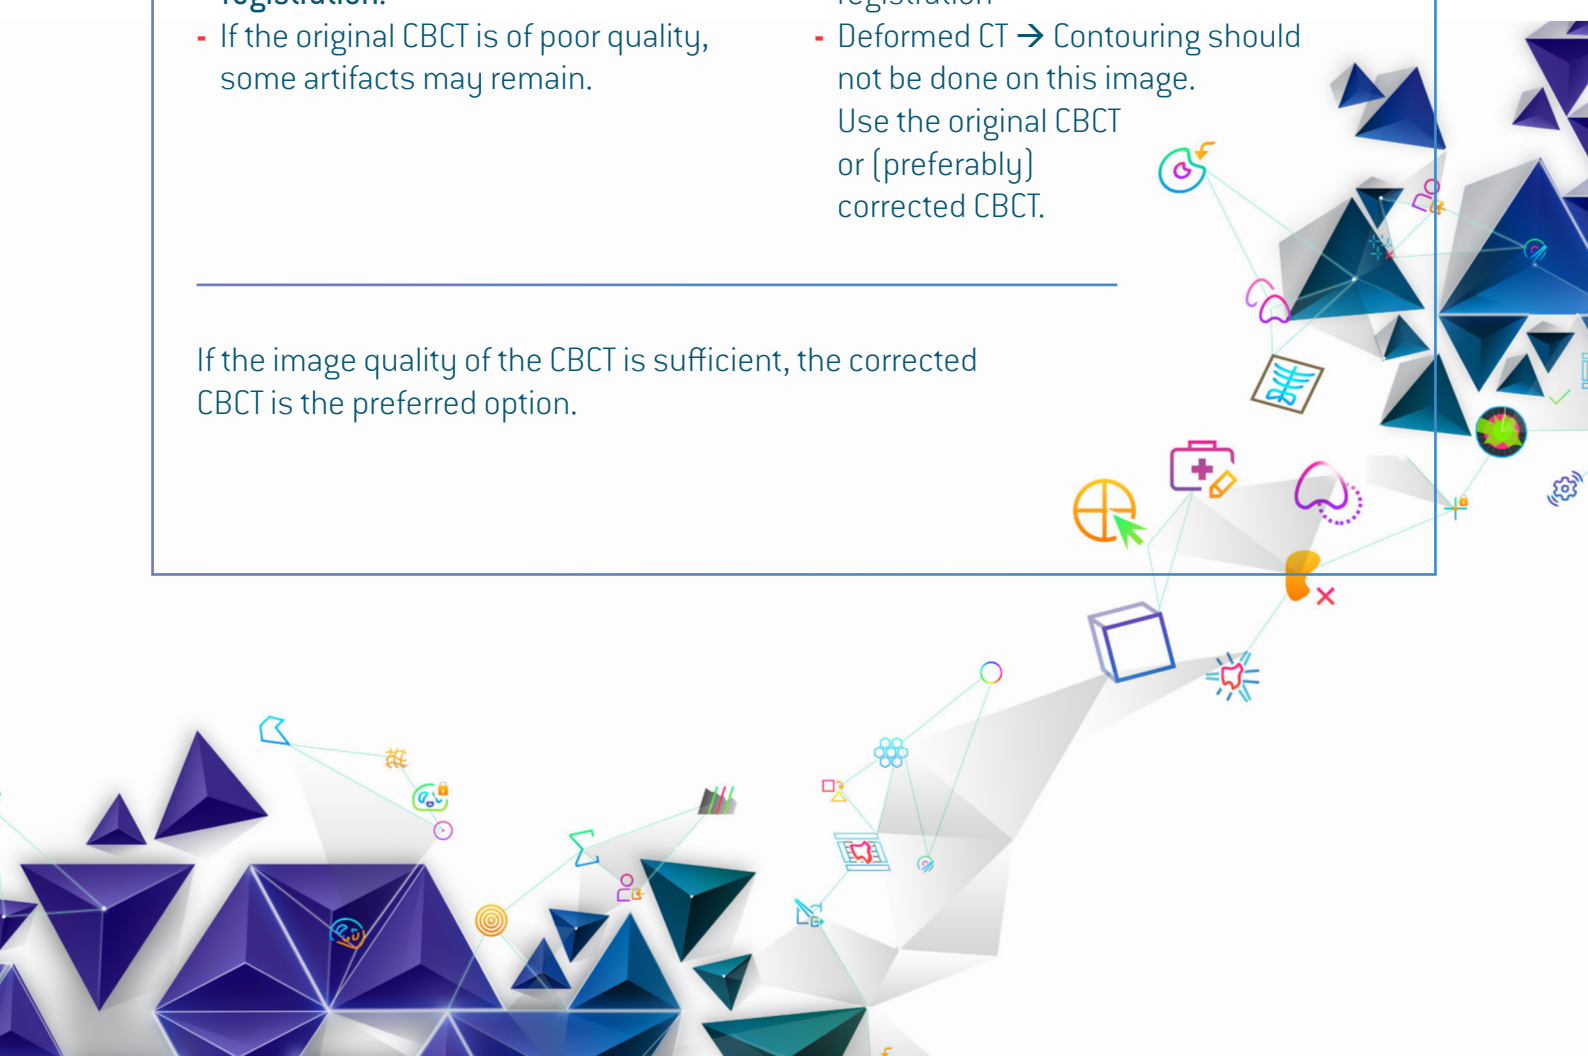 registration.
- If the original CBCT is of poor quality,
some artifacts may remain.
registration
- Deformed CT → Contouring should
not be done on this image.
Use the original CBCT
or (preferably)
corrected CBCT.
If the image quality of the CBCT is sufficient, the corrected
CBCT is the preferred option.